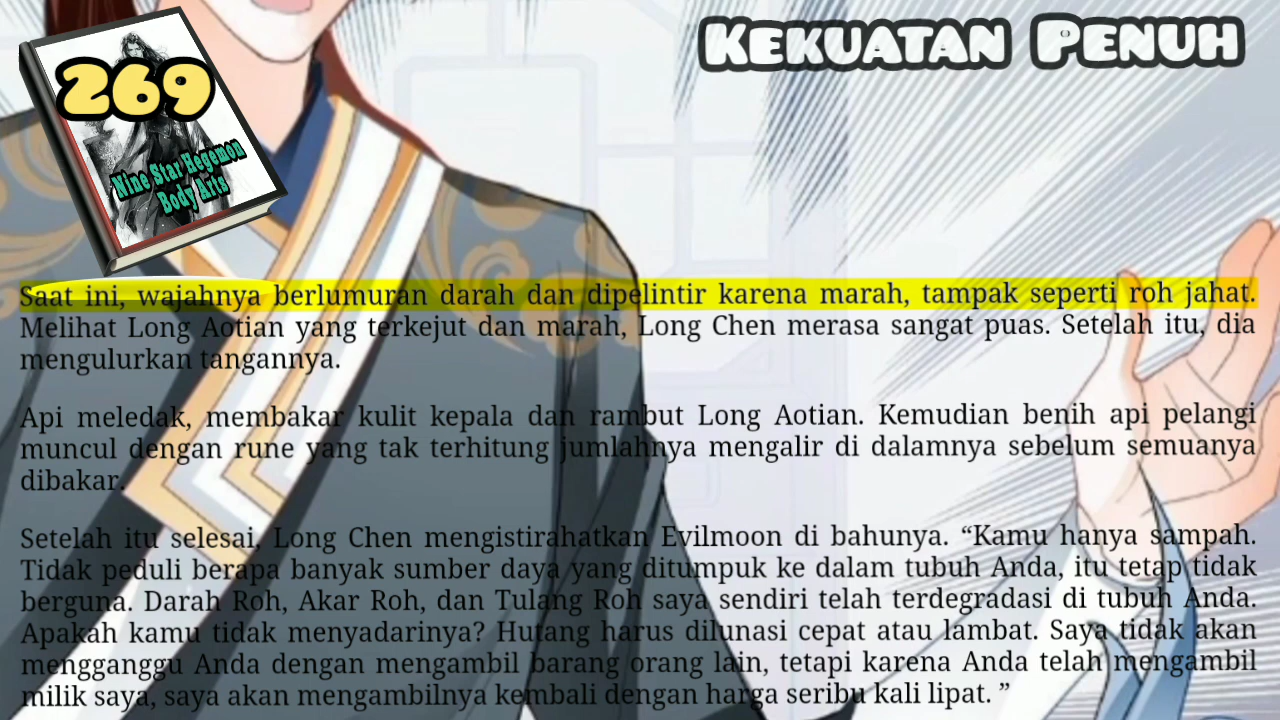 Kekuatan Penuh
269
Nine Star Hegemon
Body Arts
Saat ini, wajahnya berlumuran darah dan dipelintir karena marah, tampak seperti roh jahat.
Melihat Long Aotian yang terkejut dan marah, Long Chen merasa sangat puas. Setelah itu, dia
mengulurkan tangannya.
Api meledak, membakar kulit kepala dan rambut Long Aotian. Kemudian benih api pelangi
muncul dengan rune yang tak terhitung jumlahnya mengalir di dalamnya sebelum semuanya
dibakar.
Setelah itu selesai, Long Chen mengistirahatkan Evilmoon di bahunya. “Kamu hanya sampah.
Tidak peduli berapa banyak sumber daya yang ditumpuk ke dalam tubuh Anda, itu tetap tidak
berguna. Darah Roh, Akar Roh, dan Tulang Roh saya sendiri telah terdegradasi di tubuh Anda.
Apakah kamu tidak menyadarinya? Hutang harus dilunasi cepat atau lambat. Saya tidak akan
mengganggu Anda dengan mengambil barang orang lain, tetapi karena Anda telah mengambil
milik saya, saya akan mengambilnya kembali dengan harga seribu kali lipat. ”